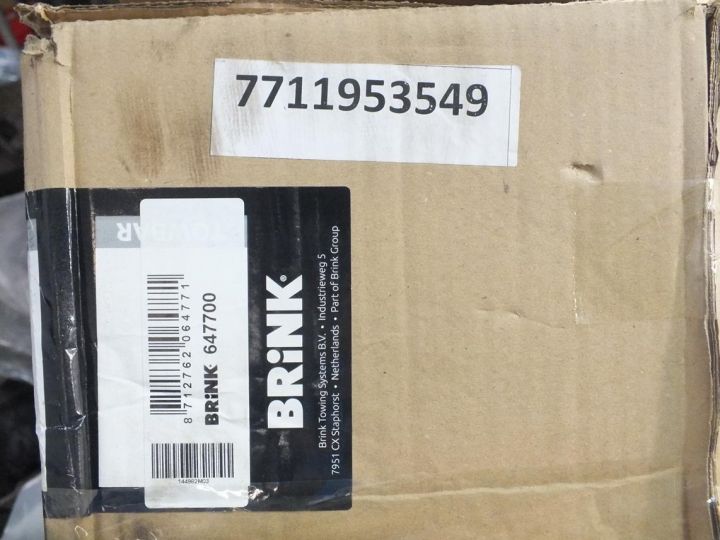 7711953549
TOWBAR
8 712762 064771
BRiNK 647700
144982M03
BRiNK
Brink Towing Systems B.V. • Industrieweg 5
7951 CX Staphorst • Netherlands • Part of Brink Group